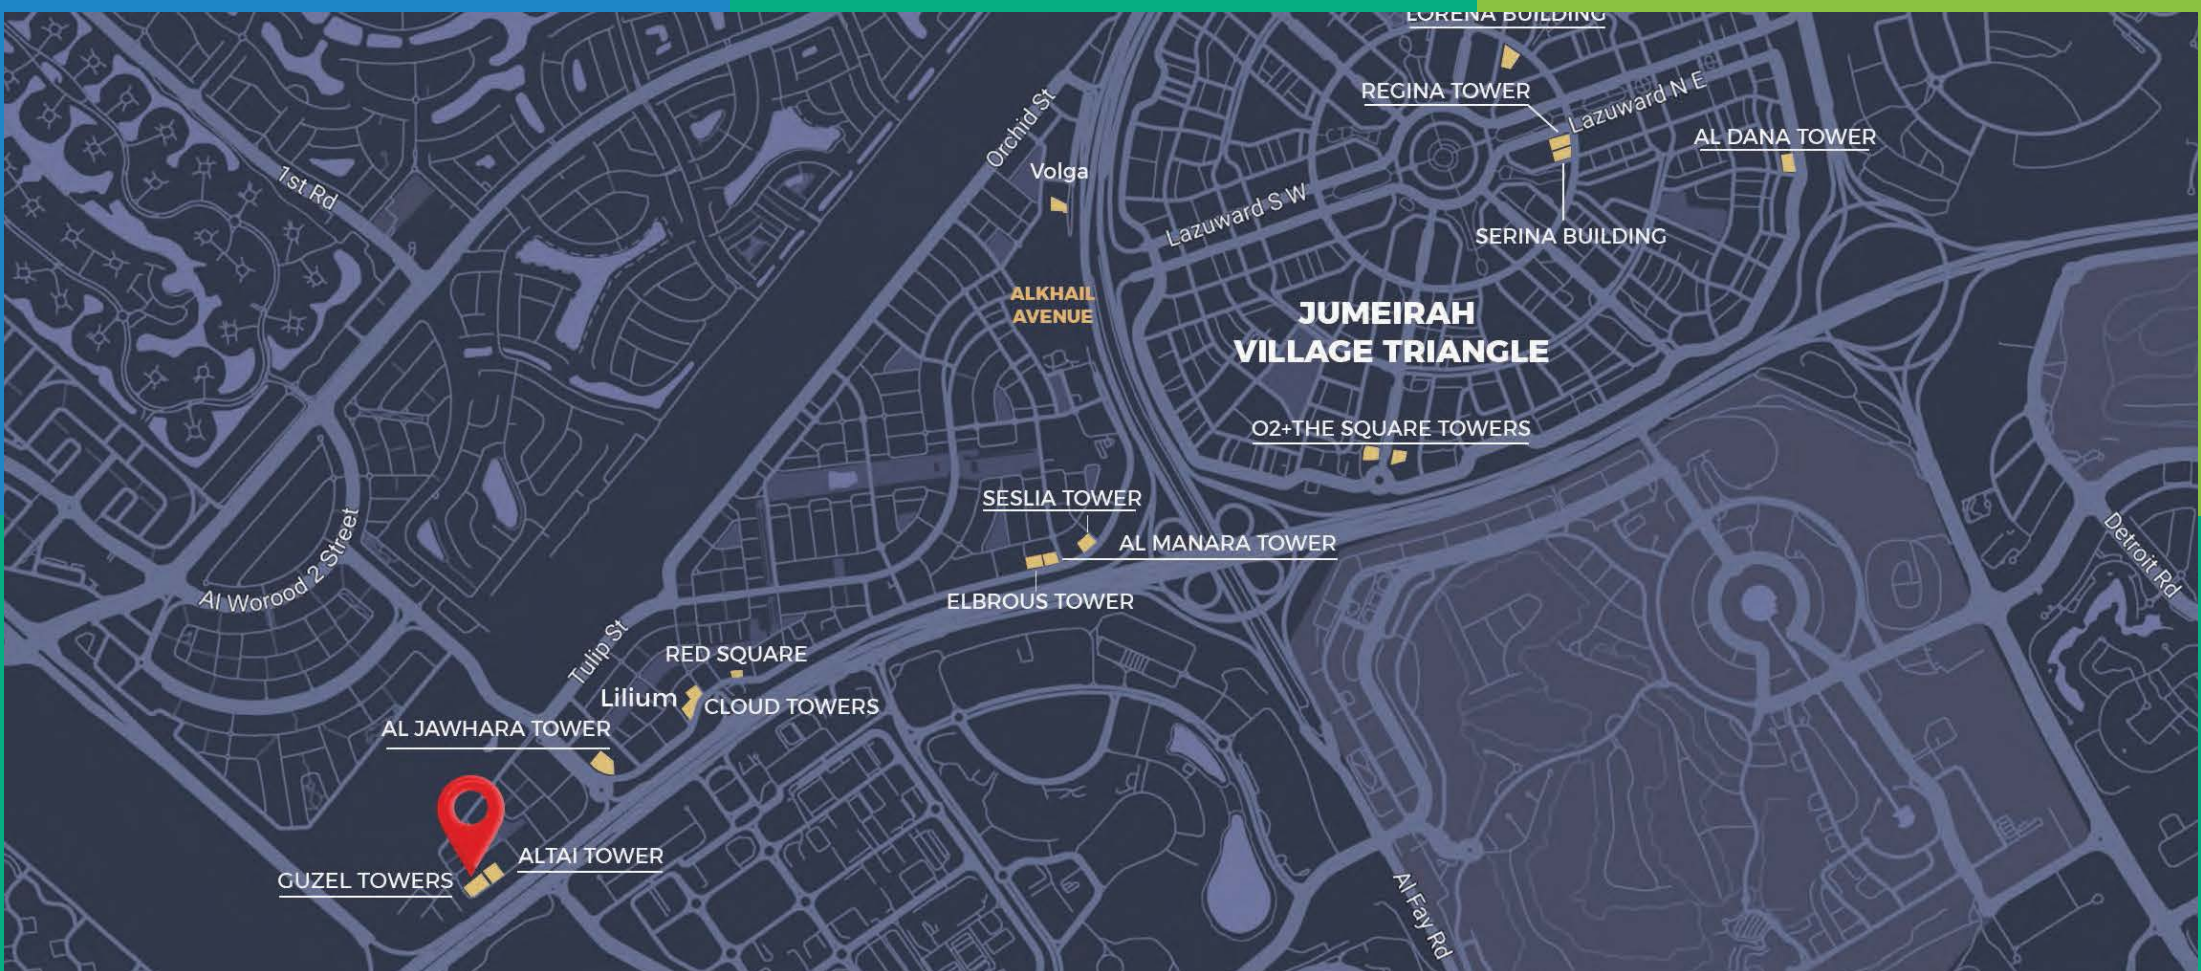 LORENA BUILDING
REGINA TOWER
Lazuward N E
Orchid St
AL DANA TOWER
Volga
1st Rd
Lazuward S W
SERINA BUILDING
ALKHAIL
AVENUE
JUMEIRAH
VILLAGE TRIANGLE
O2+THE SQUARE TOWERS
SESLIA TOWER
AL MANARA TOWER
Detroit Rd
Al Worood 2 Street
ELBROUS TOWER
Tulip St
RED SQUARE
Lilium
CLOUD TOWERS
AL JAWHARA TOWER
ALTAI TOWER
GUZEL TOWERS
Al Fay Rd